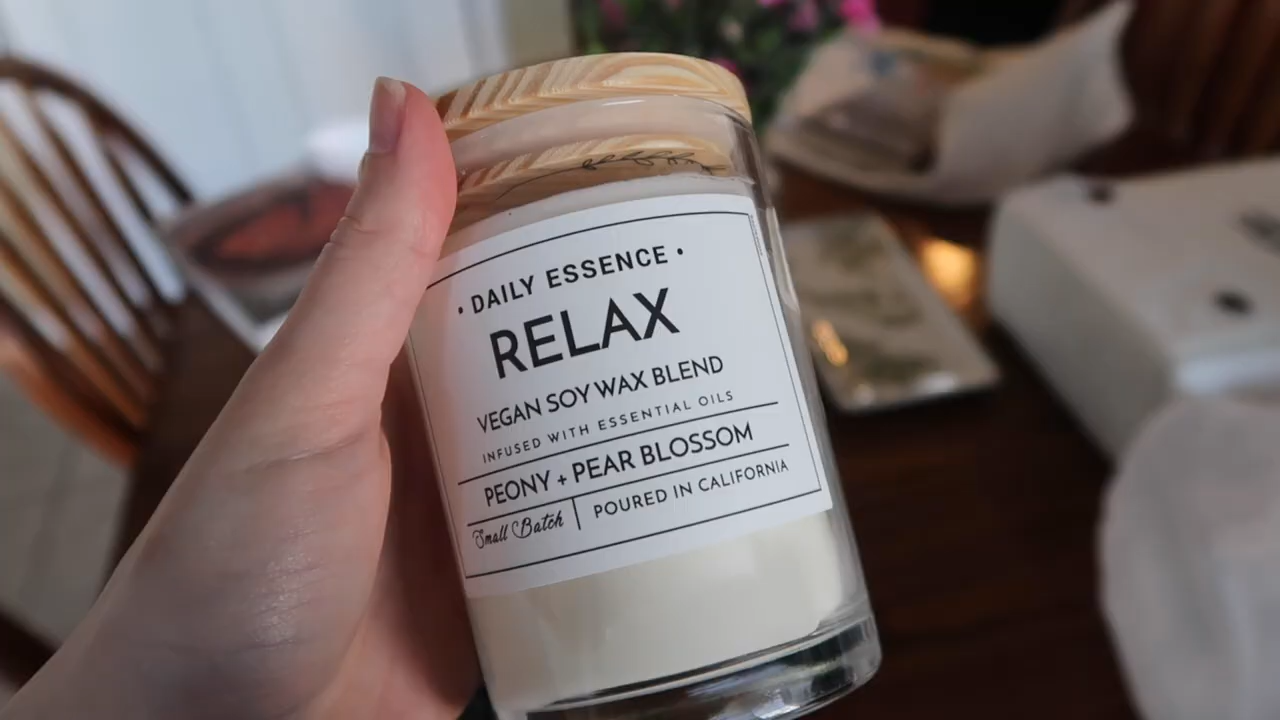 • DAILY ESSENCE •
RELAX
VEGAN SOY WAX BLEND
INFUSED WITH ESSENTIAL OILS
PEONY + PEAR BLOSSOM
Small Batch | POURED IN CALIFORNIA